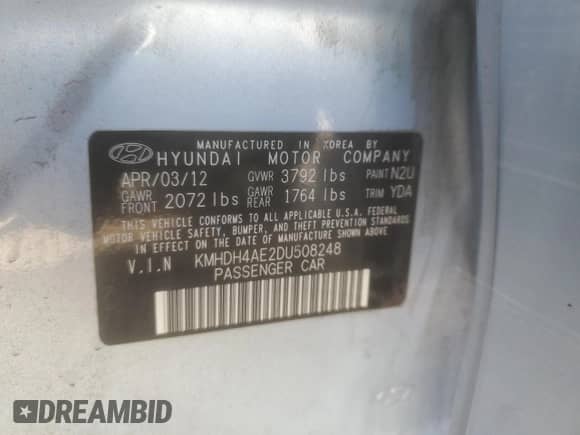 MANUFACTURED IN KOREA BY
HYUNDAI MOTOR COMPANY
APR/03/12 GVWR 3792 lbs PAINT N2U
GAWR FRONT 2072 lbs GAWR REAR 1764 lbs TRIM YDA
THIS VEHICLE CONFORMS TO ALL APPLICABLE U.S.A. FEDERAL
MOTOR VEHICLE SAFETY, BUMPER, AND THEFT PREVENTION STANDARDS
IN EFFECT ON THE DATE OF MANUFACTURE SHOWN ABOVE.
V.I.N KMHDH4AE2DU508248
PASSENGER CAR
DREAMBID